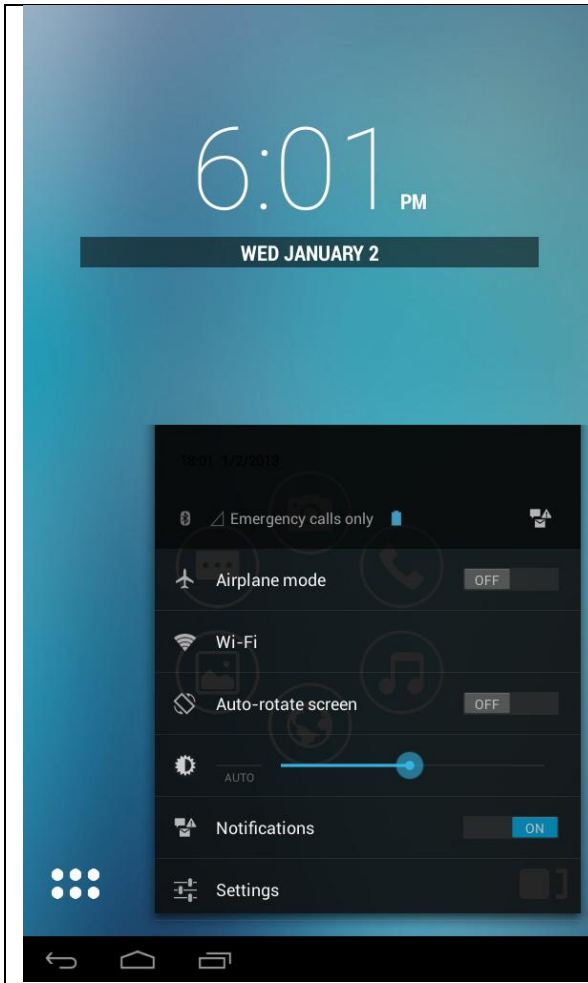 6:01 PM
WED JANUARY 2
18:01 1/2/2013
Emergency calls only
Airplane mode OFF
Wi-Fi
Auto-rotate screen OFF
AUTO
Notifications ON
Settings